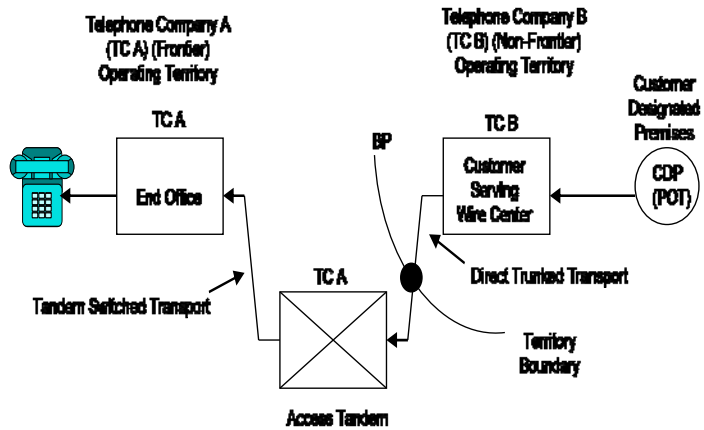 Telephone Company A
(TC A) (Frontier)
Operating Territory
Telephone Company B
(TC B) (Non-Frontier)
Operating Territory
Customer
Designated
Premises
TC A
BP
TC B
End Office
Customer
Serving
Wire Center
CDP
(POT)
Tandem Switched Transport
TC A
Direct Trunked Transport
Territory
Boundary
Access Tandem